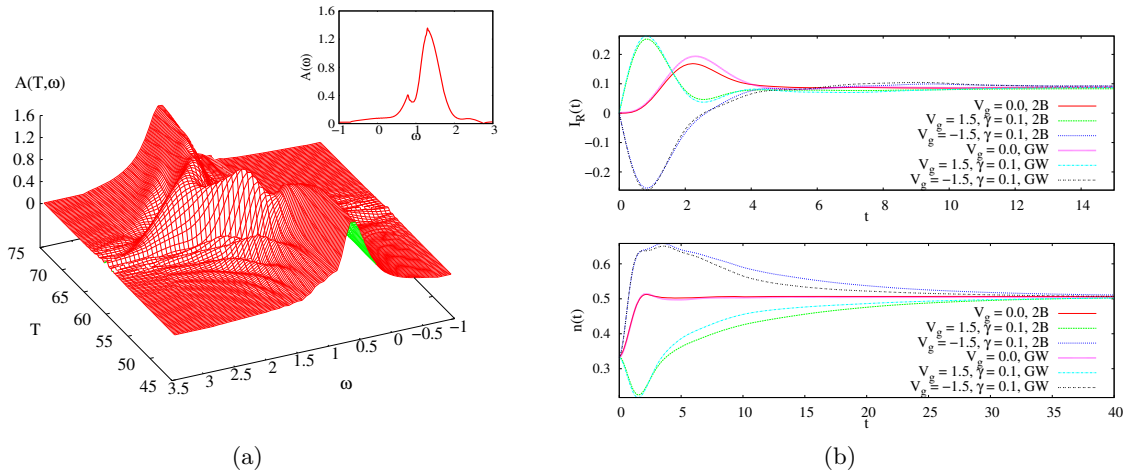 A(T,ω)
1.6
1.2
0.8
0.4
0
75
70
65
60
55
50
45
T
3.5
3
2.5
2
1.5
1
0.5
0
−0.5
−1
ω
A(ω)
1.6
1.2
0.8
0.4
0
−1
0
1
2
3
ω
(a)
I_R(t)
0.2
0.1
0
−0.1
−0.2
V_g = 0.0, 2B
V_g = 1.5, γ = 0.1, 2B
V_g = −1.5, γ = 0.1, 2B
V_g = 0.0, GW
V_g = 1.5, γ = 0.1, GW
V_g = −1.5, γ = 0.1, GW
0 2 4 6 8 10 12 14
t
n(t)
0.6
0.5
0.4
0.3
V_g = 0.0, 2B
V_g = 1.5, γ = 0.1, 2B
V_g = −1.5, γ = 0.1, 2B
V_g = 0.0, GW
V_g = 1.5, γ = 0.1, GW
V_g = −1.5, γ = 0.1, GW
0 5 10 15 20 25 30 35 40
t
(b)